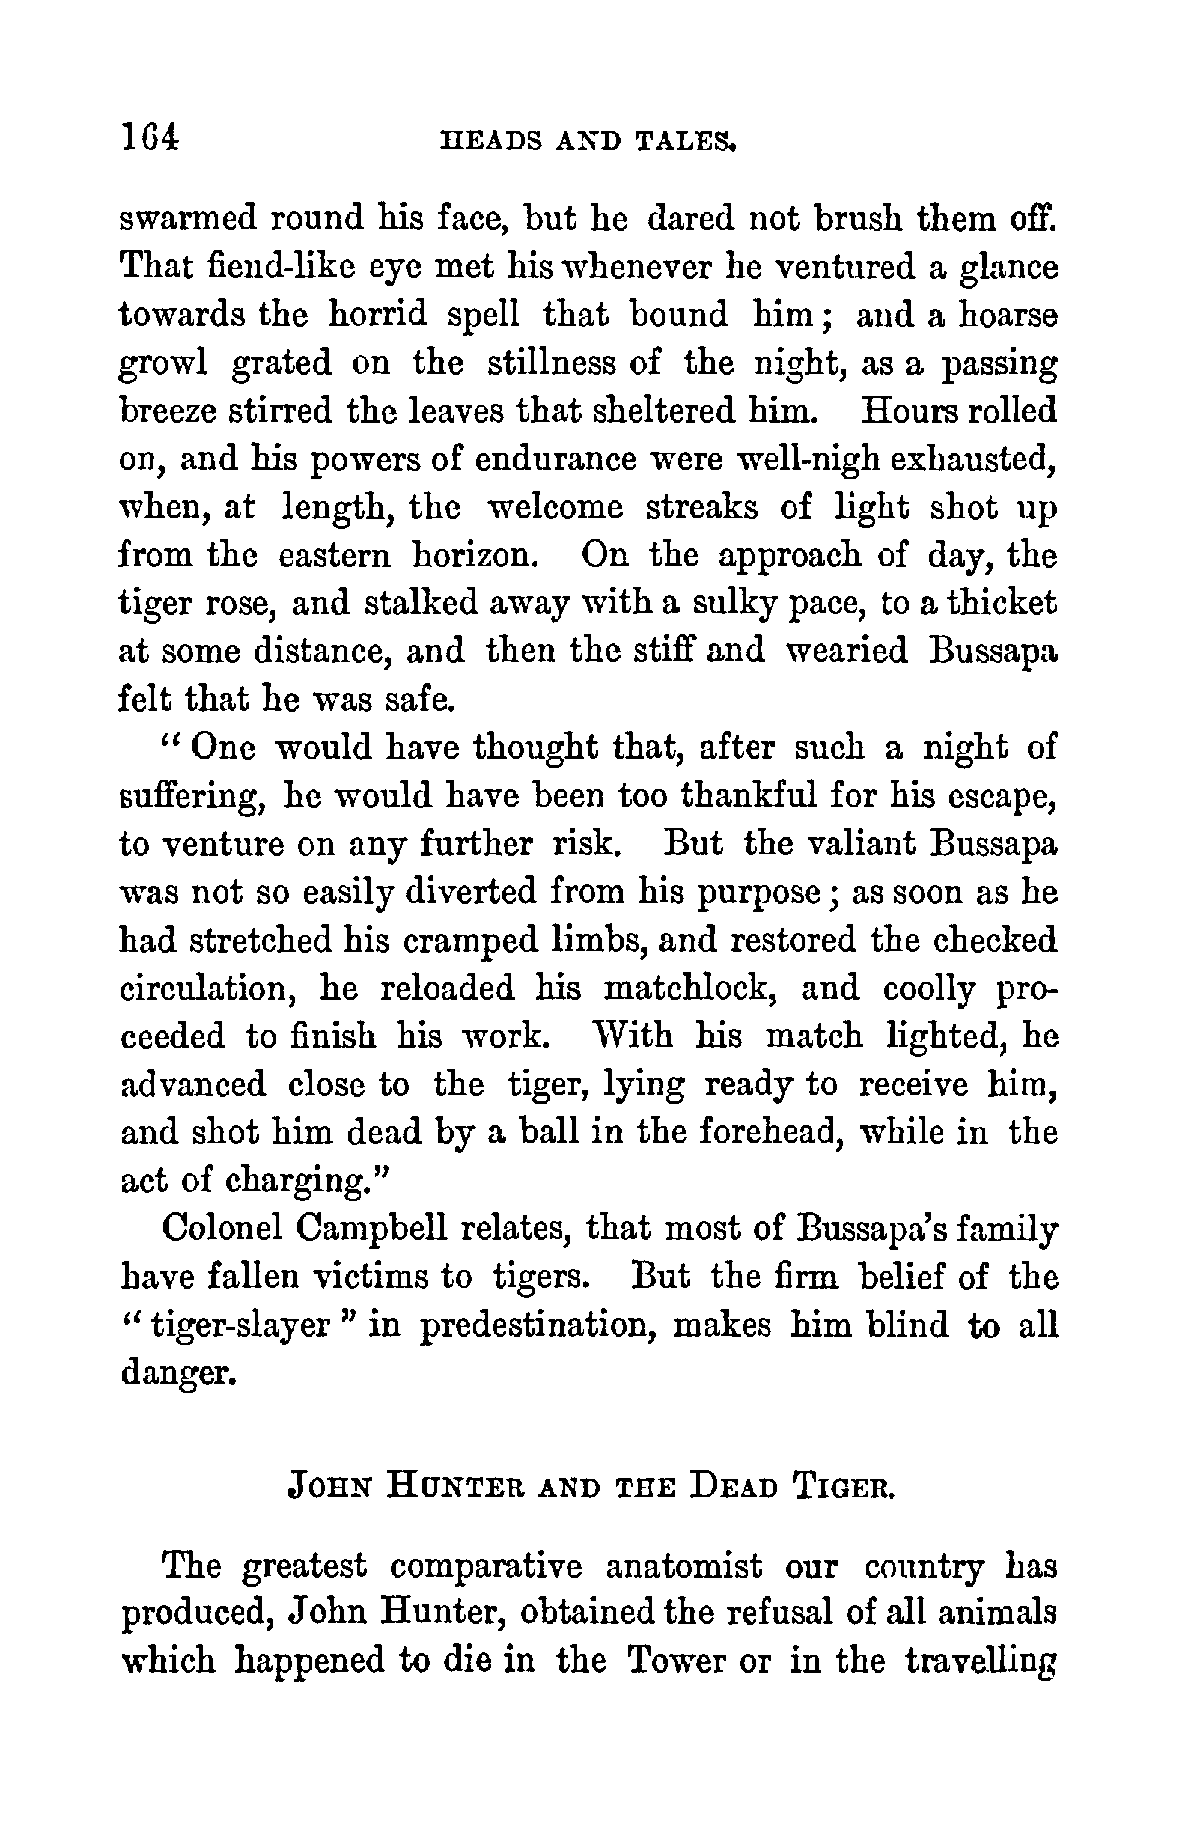 164 HEADS AND TALES.
swarmed round his face, but he dared not brush them off.
That fiend-like eye met his whenever he ventured a glance
towards the horrid spell that bound him; and a hoarse
growl grated on the stillness of the night, as a passing
breeze stirred the leaves that sheltered him. Hours rolled
on, and his powers of endurance were well-nigh exhausted,
when, at length, the welcome streaks of light shot up
from the eastern horizon. On the approach of day, the
tiger rose, and stalked away with a sulky pace, to a thicket
at some distance, and then the stiff and wearied Bussapa
felt that he was safe.
“One would have thought that, after such a night of
suffering, he would have been too thankful for his escape,
to venture on any further risk. But the valiant Bussapa
was not so easily diverted from his purpose; as soon as he
had stretched his cramped limbs, and restored the checked
circulation, he reloaded his matchlock, and coolly pro-
ceeded to finish his work. With his match lighted, he
advanced close to the tiger, lying ready to receive him,
and shot him dead by a ball in the forehead, while in the
act of charging.”
Colonel Campbell relates, that most of Bussapa’s family
have fallen victims to tigers. But the firm belief of the
“tiger-slayer” in predestination, makes him blind to all
danger.
JOHN HUNTER AND THE DEAD TIGER.
The greatest comparative anatomist our country has
produced, John Hunter, obtained the refusal of all animals
which happened to die in the Tower or in the travelling